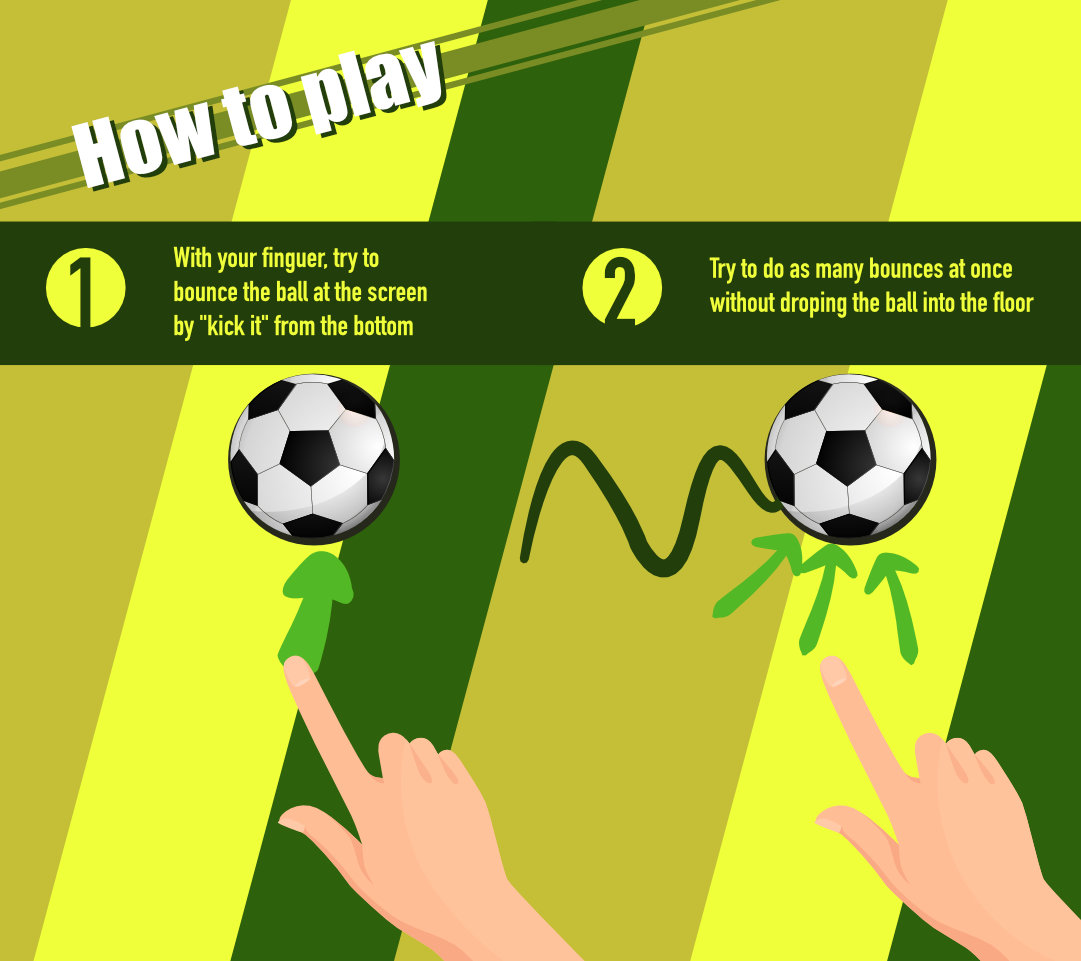 How to play
1
With your finguer, try to
bounce the ball at the screen
by "kick it" from the bottom
2
Try to do as many bounces at once
without droping the ball into the floor